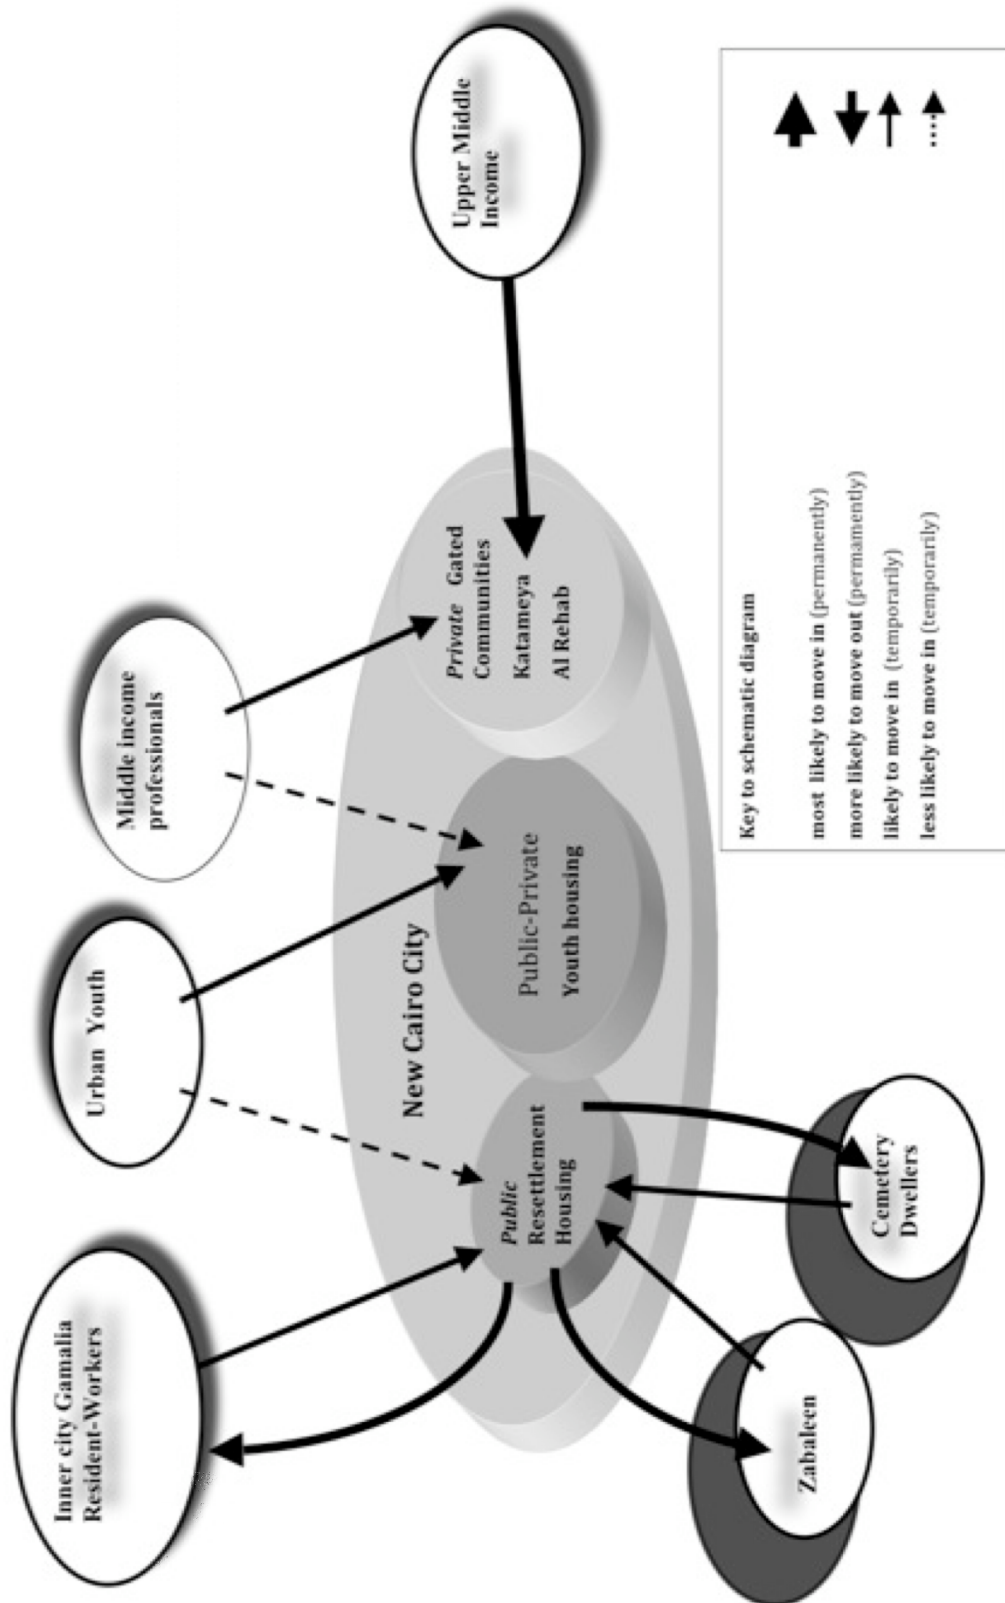 Inner city Gamalia
Resident-Workers
Urban Youth
Middle income
professionals
Upper Middle
Income
New Cairo City
Public
Resettlement
Housing
Public-Private
Youth housing
Private Gated
Communities
Katameya
Al Rehab
Zabaleen
Cemetery
Dwellers
Key to schematic diagram
most likely to move in (permanently)
more likely to move out (permamently)
likely to move in (temporarily)
less likely to move in (temporarily)